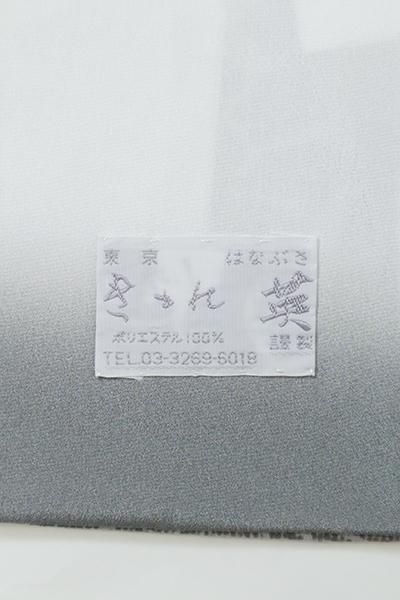 東京 はなぶさ
きもん 英
ポリエステル100% 謹製
TEL.03-3269-6018